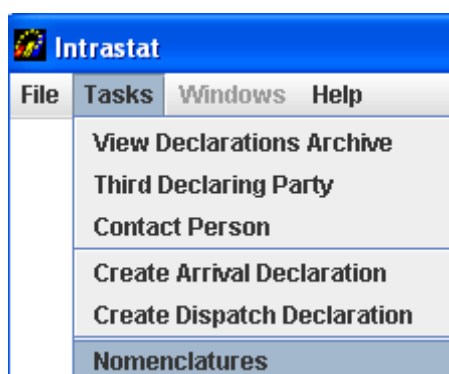 Intrastat
File Tasks Windows Help
View Declarations Archive
Third Declaring Party
Contact Person
Create Arrival Declaration
Create Dispatch Declaration
Nomenclatures